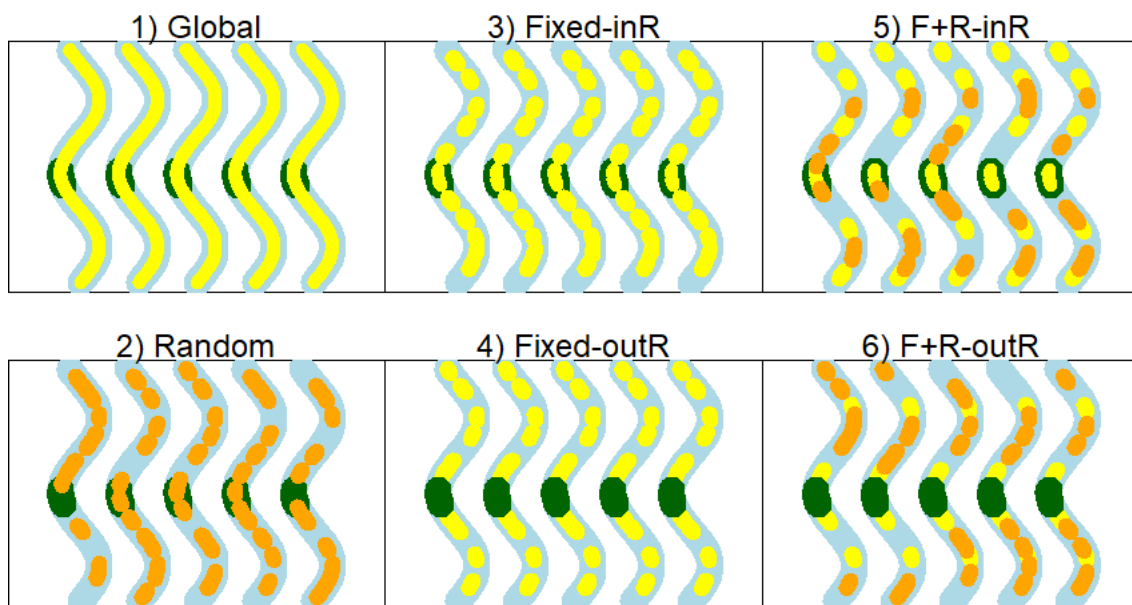 1) Global
3) Fixed-inR
5) F+R-inR
2) Random
4) Fixed-outR
6) F+R-outR